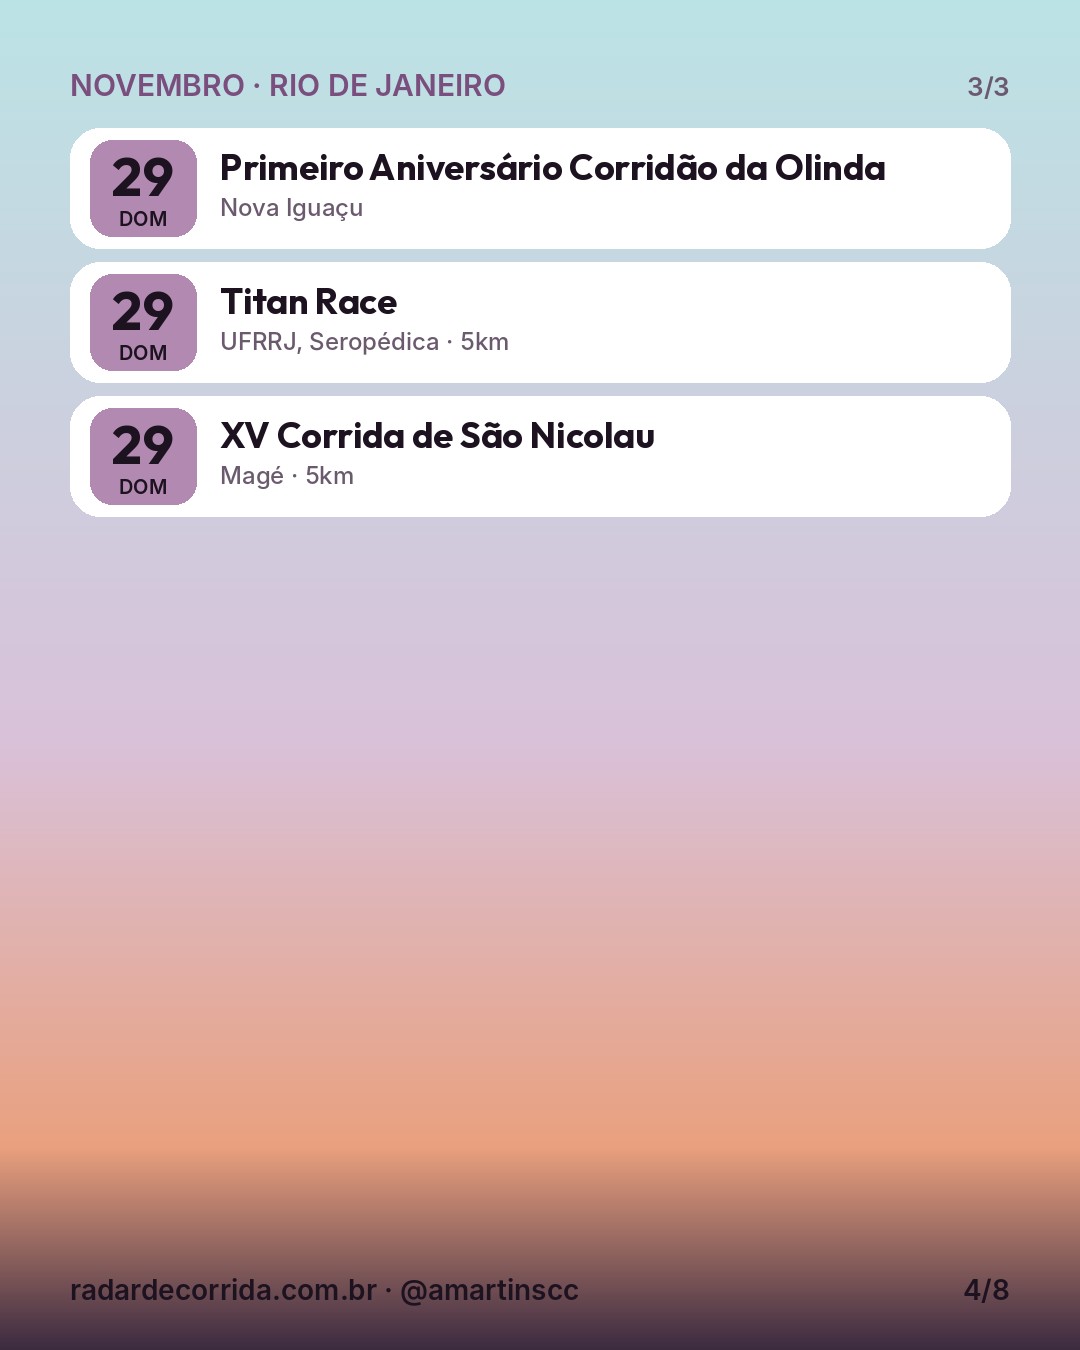 NOVEMBRO · RIO DE JANEIRO
3/3
29
DOM
Primeiro Aniversário Corridão da Olinda
Nova Iguaçu
29
DOM
Titan Race
UFRRJ, Seropédica · 5km
29
DOM
XV Corrida de São Nicolau
Magé · 5km
radardecorrida.com.br · @amartinscc
4/8